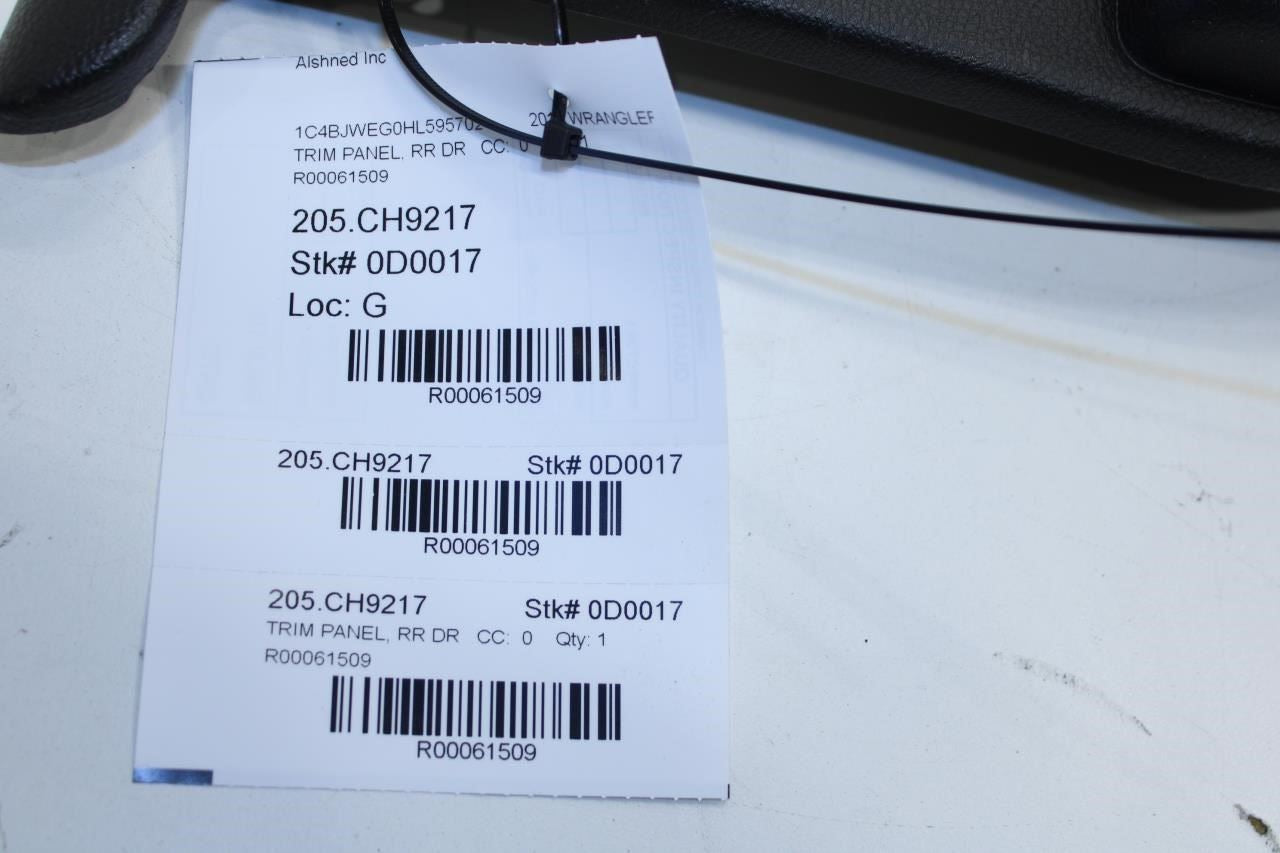 Alshned Inc
1C4BJWEG0HL595702 WRANGLER
TRIM PANEL, RR DR CC: 0
R00061509
205.CH9217
Stk# 0D0017
Loc: G
R00061509
205.CH9217 Stk# 0D0017
R00061509
205.CH9217 Stk# 0D0017
TRIM PANEL, RR DR CC: 0 Qty: 1
R00061509
R00061509